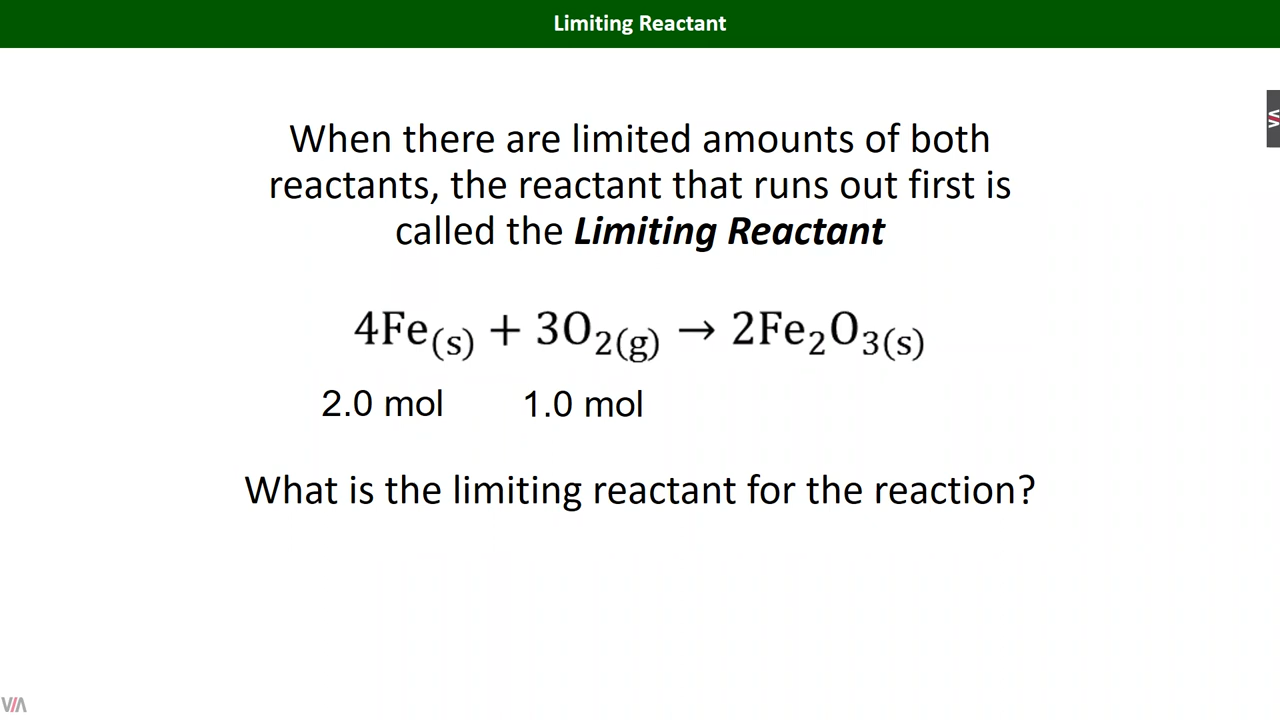 Limiting Reactant
When there are limited amounts of both
reactants, the reactant that runs out first is
called the Limiting Reactant
4Fe(s) + 3O2(g) → 2Fe2O3(s)
2.0 mol 1.0 mol
What is the limiting reactant for the reaction?
VIA